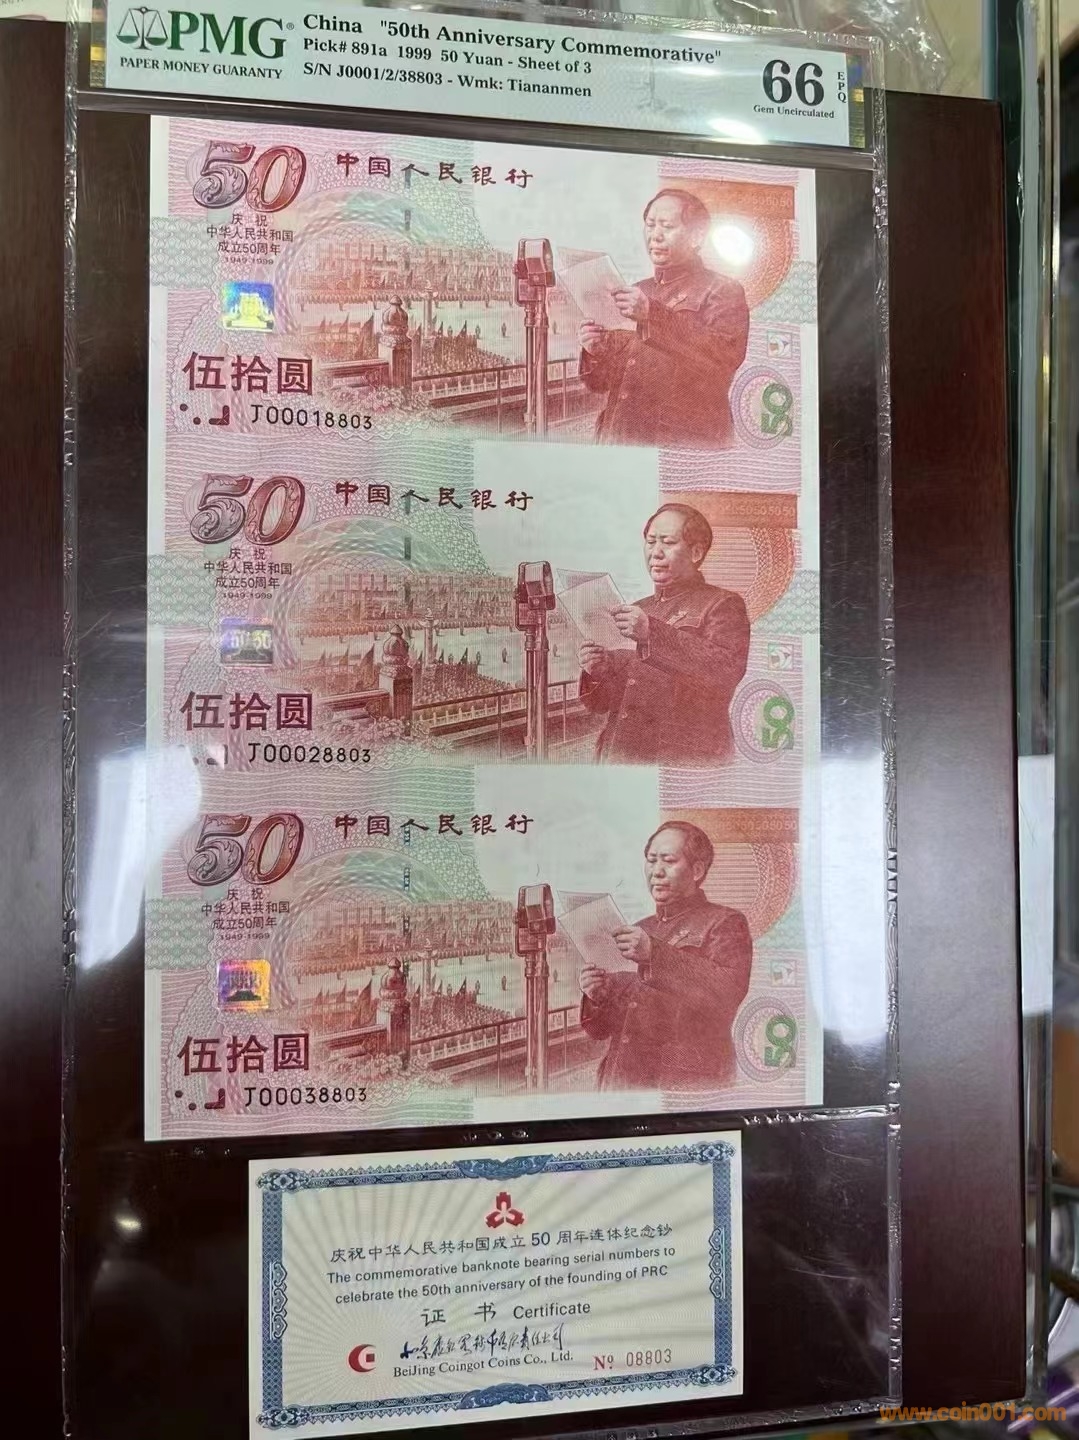 PMG
PAPER MONEY GUARANTY
China "50th Anniversary Commemorative"
Pick# 891a 1999 50 Yuan - Sheet of 3
S/N J0001/2/38803 - Wmk: Tiananmen
66
EPQ
Gem Uncirculated
50
中国人民银行
庆祝
中华人民共和国
成立50周年
1949-1999
伍拾圆
J00018803
50
50
中国人民银行
庆祝
中华人民共和国
成立50周年
1949-1999
伍拾圆
J00028803
50
50
中国人民银行
庆祝
中华人民共和国
成立50周年
1949-1999
伍拾圆
J00038803
50
庆祝中华人民共和国成立50周年连体纪念钞
The commemorative banknote bearing serial numbers to
celebrate the 50th anniversary of the founding of PRC
证书 Certificate
BeiJing Coingot Coins Co., Ltd.
№ 08803
www.coin001.com